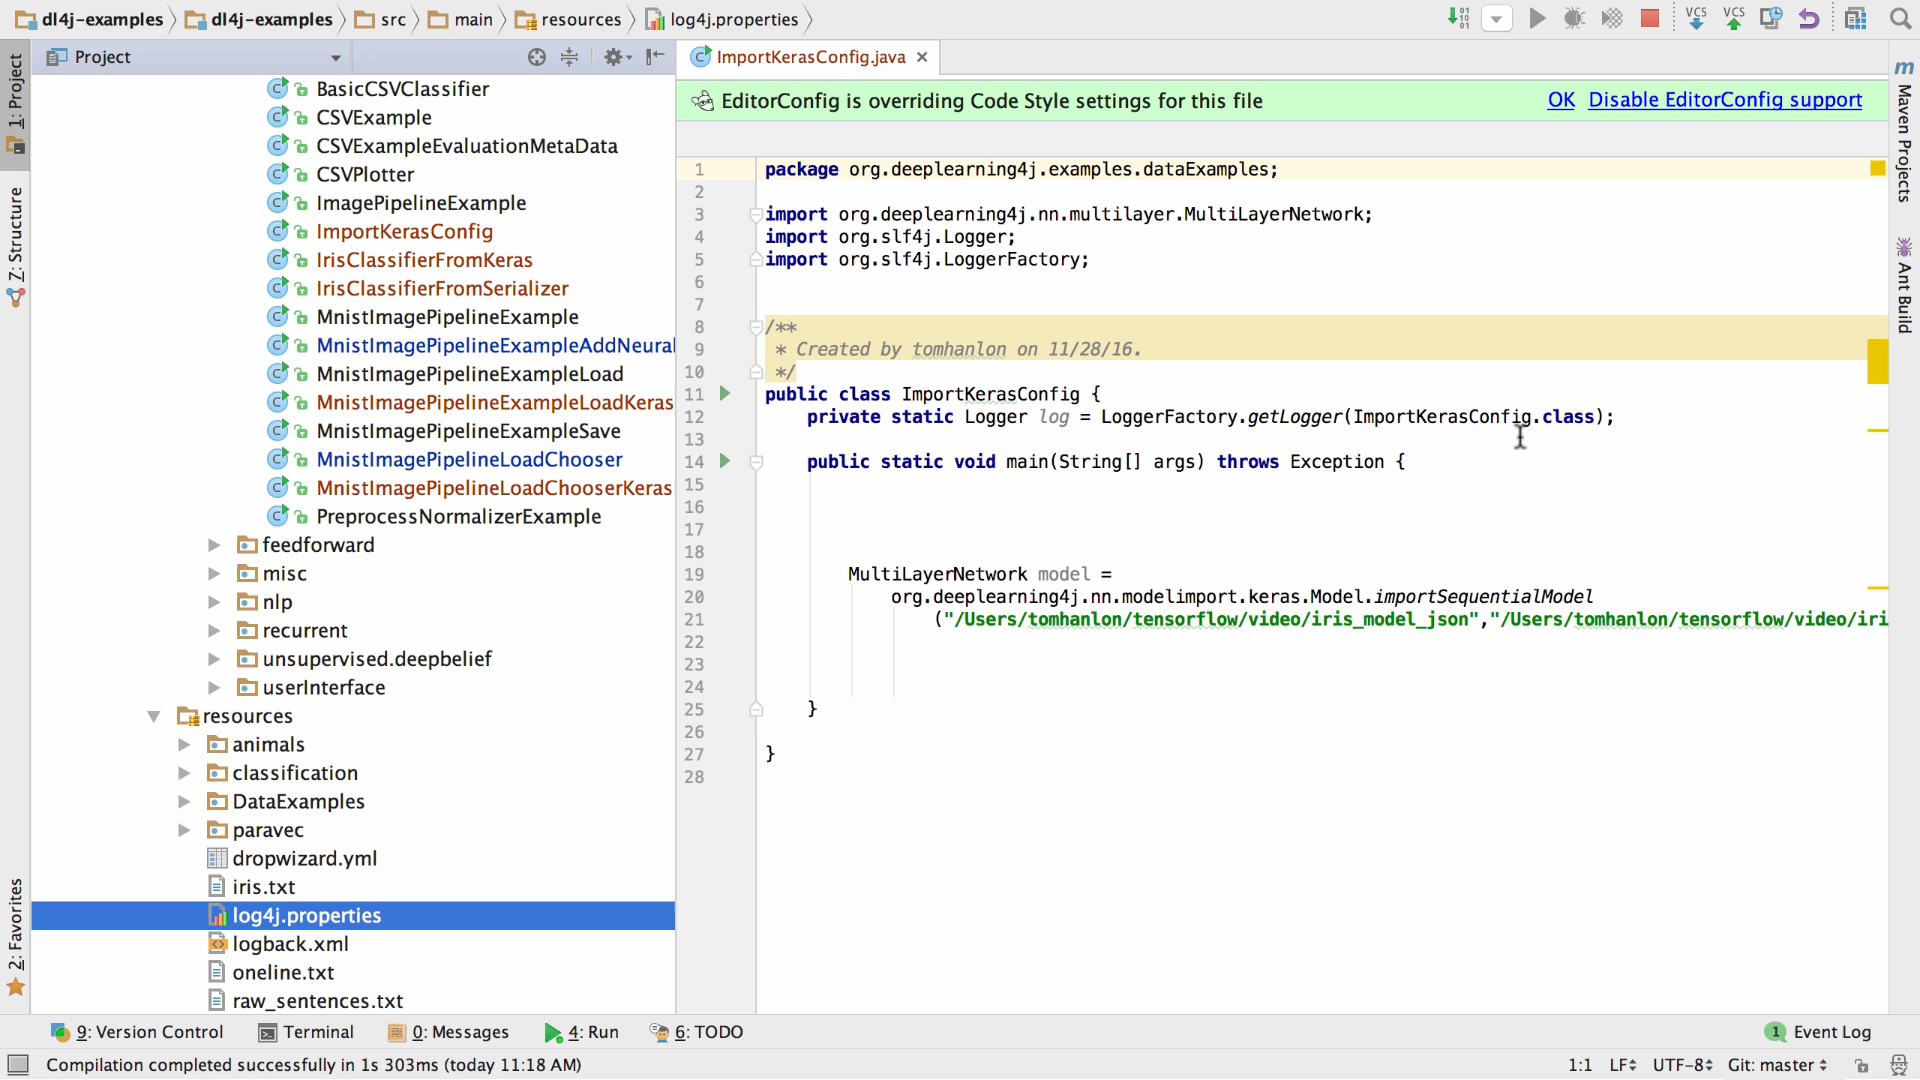 dl4j-examples dl4j-examples src main resources log4j.properties
Project
ImportKerasConfig.java
EditorConfig is overriding Code Style settings for this file OK Disable EditorConfig support
1: Project
Z: Structure
2: Favorites
BasicCSVClassifier
CSVExample
CSVExampleEvaluationMetaData
CSVPlotter
ImagePipelineExample
ImportKerasConfig
IrisClassifierFromKeras
IrisClassifierFromSerializer
MnistImagePipelineExample
MnistImagePipelineExampleAddNeural
MnistImagePipelineExampleLoad
MnistImagePipelineExampleLoadKeras
MnistImagePipelineExampleSave
MnistImagePipelineLoadChooser
MnistImagePipelineLoadChooserKeras
PreprocessNormalizerExample
feedforward
misc
nlp
recurrent
unsupervised.deepbelief
userInterface
resources
animals
classification
DataExamples
paravec
dropwizard.yml
iris.txt
log4j.properties
logback.xml
oneline.txt
raw_sentences.txt
1 package org.deeplearning4j.examples.dataExamples;
2
3 import org.deeplearning4j.nn.multilayer.MultiLayerNetwork;
4 import org.slf4j.Logger;
5 import org.slf4j.LoggerFactory;
6
7
8 /**
9 * Created by tomhanlon on 11/28/16.
10 */
11 public class ImportKerasConfig {
12 private static Logger log = LoggerFactory.getLogger(ImportKerasConfig.class);
13
14 public static void main(String[] args) throws Exception {
15
16
17
18
19 MultiLayerNetwork model =
20 org.deeplearning4j.nn.modelimport.keras.Model.importSequentialModel
21 ("/Users/tomhanlon/tensorflow/video/iris_model_json","/Users/tomhanlon/tensorflow/video/iri
22
23
24
25 }
26
27 }
28
m Maven Projects
Ant Build
9: Version Control Terminal 0: Messages 4: Run 6: TODO 1 Event Log
Compilation completed successfully in 1s 303ms (today 11:18 AM) 1:1 LF UTF-8 Git: master
VCS VCS